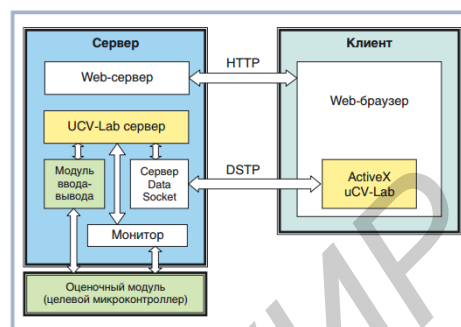 Сервер
Web-сервер
UCV-Lab сервер
Модуль
ввода-
вывода
Сервер
Data
Socket
Монитор
Оценочный модуль
(целевой микроконтроллер)
HTTP
DSTP
Клиент
Web-браузер
ActiveX
uCV-Lab
ИР